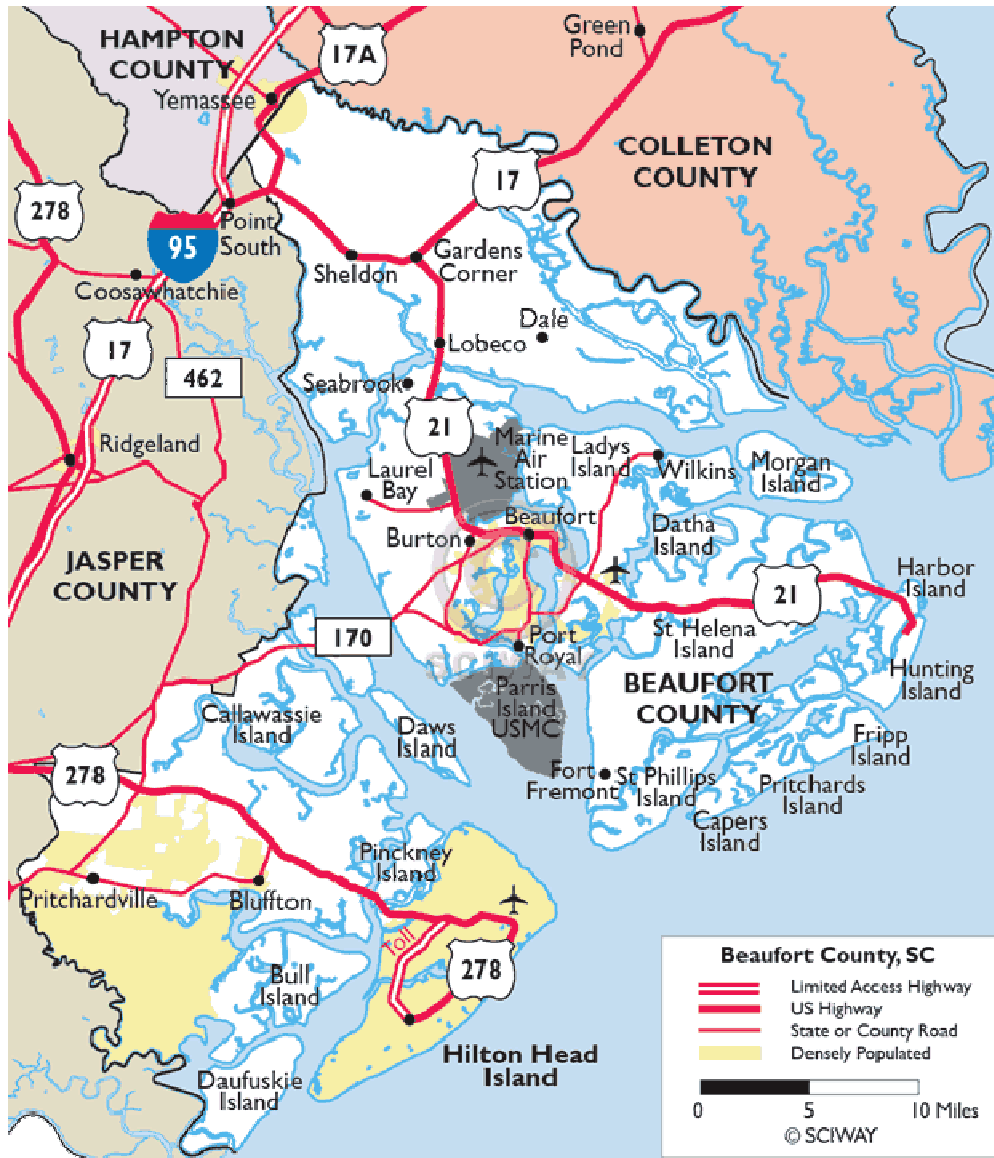 HAMPTON
COUNTY
17A
Green
Pond
Yemassee
COLLETON
COUNTY
17
278
Point
South
95
Gardens
Corner
Sheldon
Coosawhatchie
17
462
Dale
Lobeco
Seabrook
21
Marine
Air
Station
Ladys
Island
Wilkins
Morgan
Island
Ridgeland
Laurel
Bay
Beaufort
Burton
Datha
Island
JASPER
COUNTY
Harbor
Island
21
170
Port
Royal
St Helena
Island
SCIWAY
Hunting
Island
Parris
Island
USMC
BEAUFORT
COUNTY
Callawassie
Island
Daws
Island
Fripp
Island
278
Fort
Fremont
St Phillips
Island
Pritchards
Island
Capers
Island
Pinckney
Island
Pritchardville
Bluffton
Toll
278
Bull
Island
Hilton Head
Island
Daufuskie
Island
Beaufort County, SC
Limited Access Highway
US Highway
State or County Road
Densely Populated
0 5 10 Miles
© SCIWAY